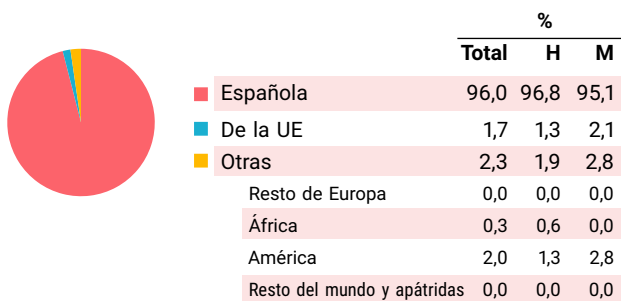 %
Total H M
Española 96,0 96,8 95,1
De la UE 1,7 1,3 2,1
Otras 2,3 1,9 2,8
Resto de Europa 0,0 0,0 0,0
África 0,3 0,6 0,0
América 2,0 1,3 2,8
Resto del mundo y apátridas 0,0 0,0 0,0